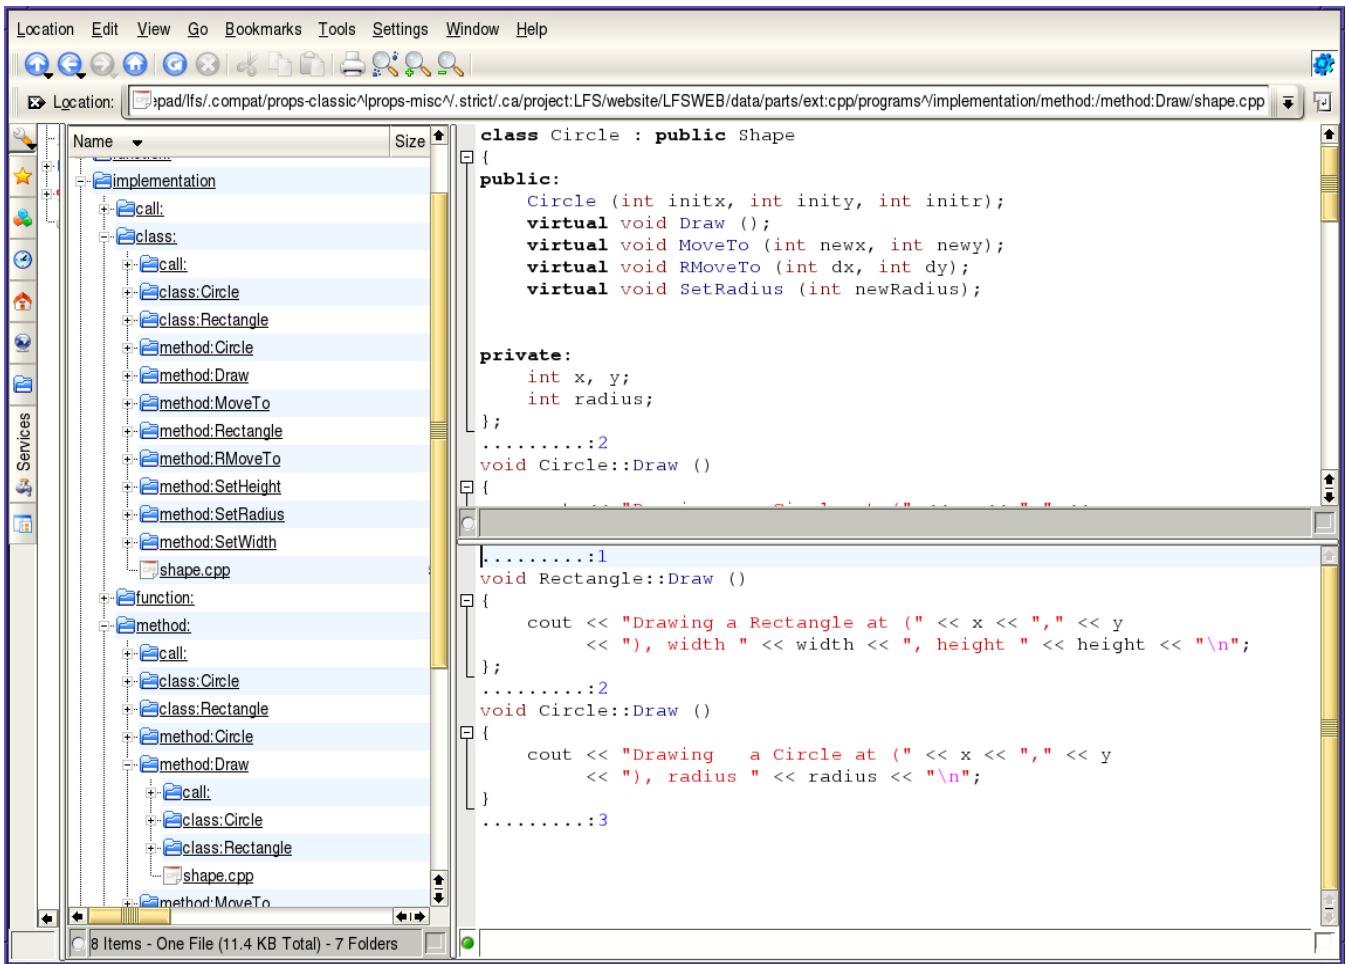 Location Edit View Go Bookmarks Tools Settings Window Help
Location: epad/lfs/.compat/props-classic^|props-misc^/.strict/.ca/project:LFS/website/LFSWEB/data/parts/ext:cpp/programs^/implementation/method:/method:Draw/shape.cpp
Services
Name Size
function:
implementation
call:
class:
call:
class:Circle
class:Rectangle
method:Circle
method:Draw
method:MoveTo
method:Rectangle
method:RMoveTo
method:SetHeight
method:SetRadius
method:SetWidth
shape.cpp
function:
method:
call:
class:Circle
class:Rectangle
method:Circle
method:Draw
call:
class:Circle
class:Rectangle
shape.cpp
method:MoveTo
8 Items - One File (11.4 KB Total) - 7 Folders
class Circle : public Shape
{
public:
Circle (int initx, int inity, int initr);
virtual void Draw ();
virtual void MoveTo (int newx, int newy);
virtual void RMoveTo (int dx, int dy);
virtual void SetRadius (int newRadius);
private:
int x, y;
int radius;
};
.........:2
void Circle::Draw ()
{
.........:1
void Rectangle::Draw ()
{
cout << "Drawing a Rectangle at (" << x << "," << y
<< "), width " << width << ", height " << height << "\n";
};
.........:2
void Circle::Draw ()
{
cout << "Drawing   a Circle at (" << x << "," << y
<< "), radius " << radius << "\n";
}
.........:3